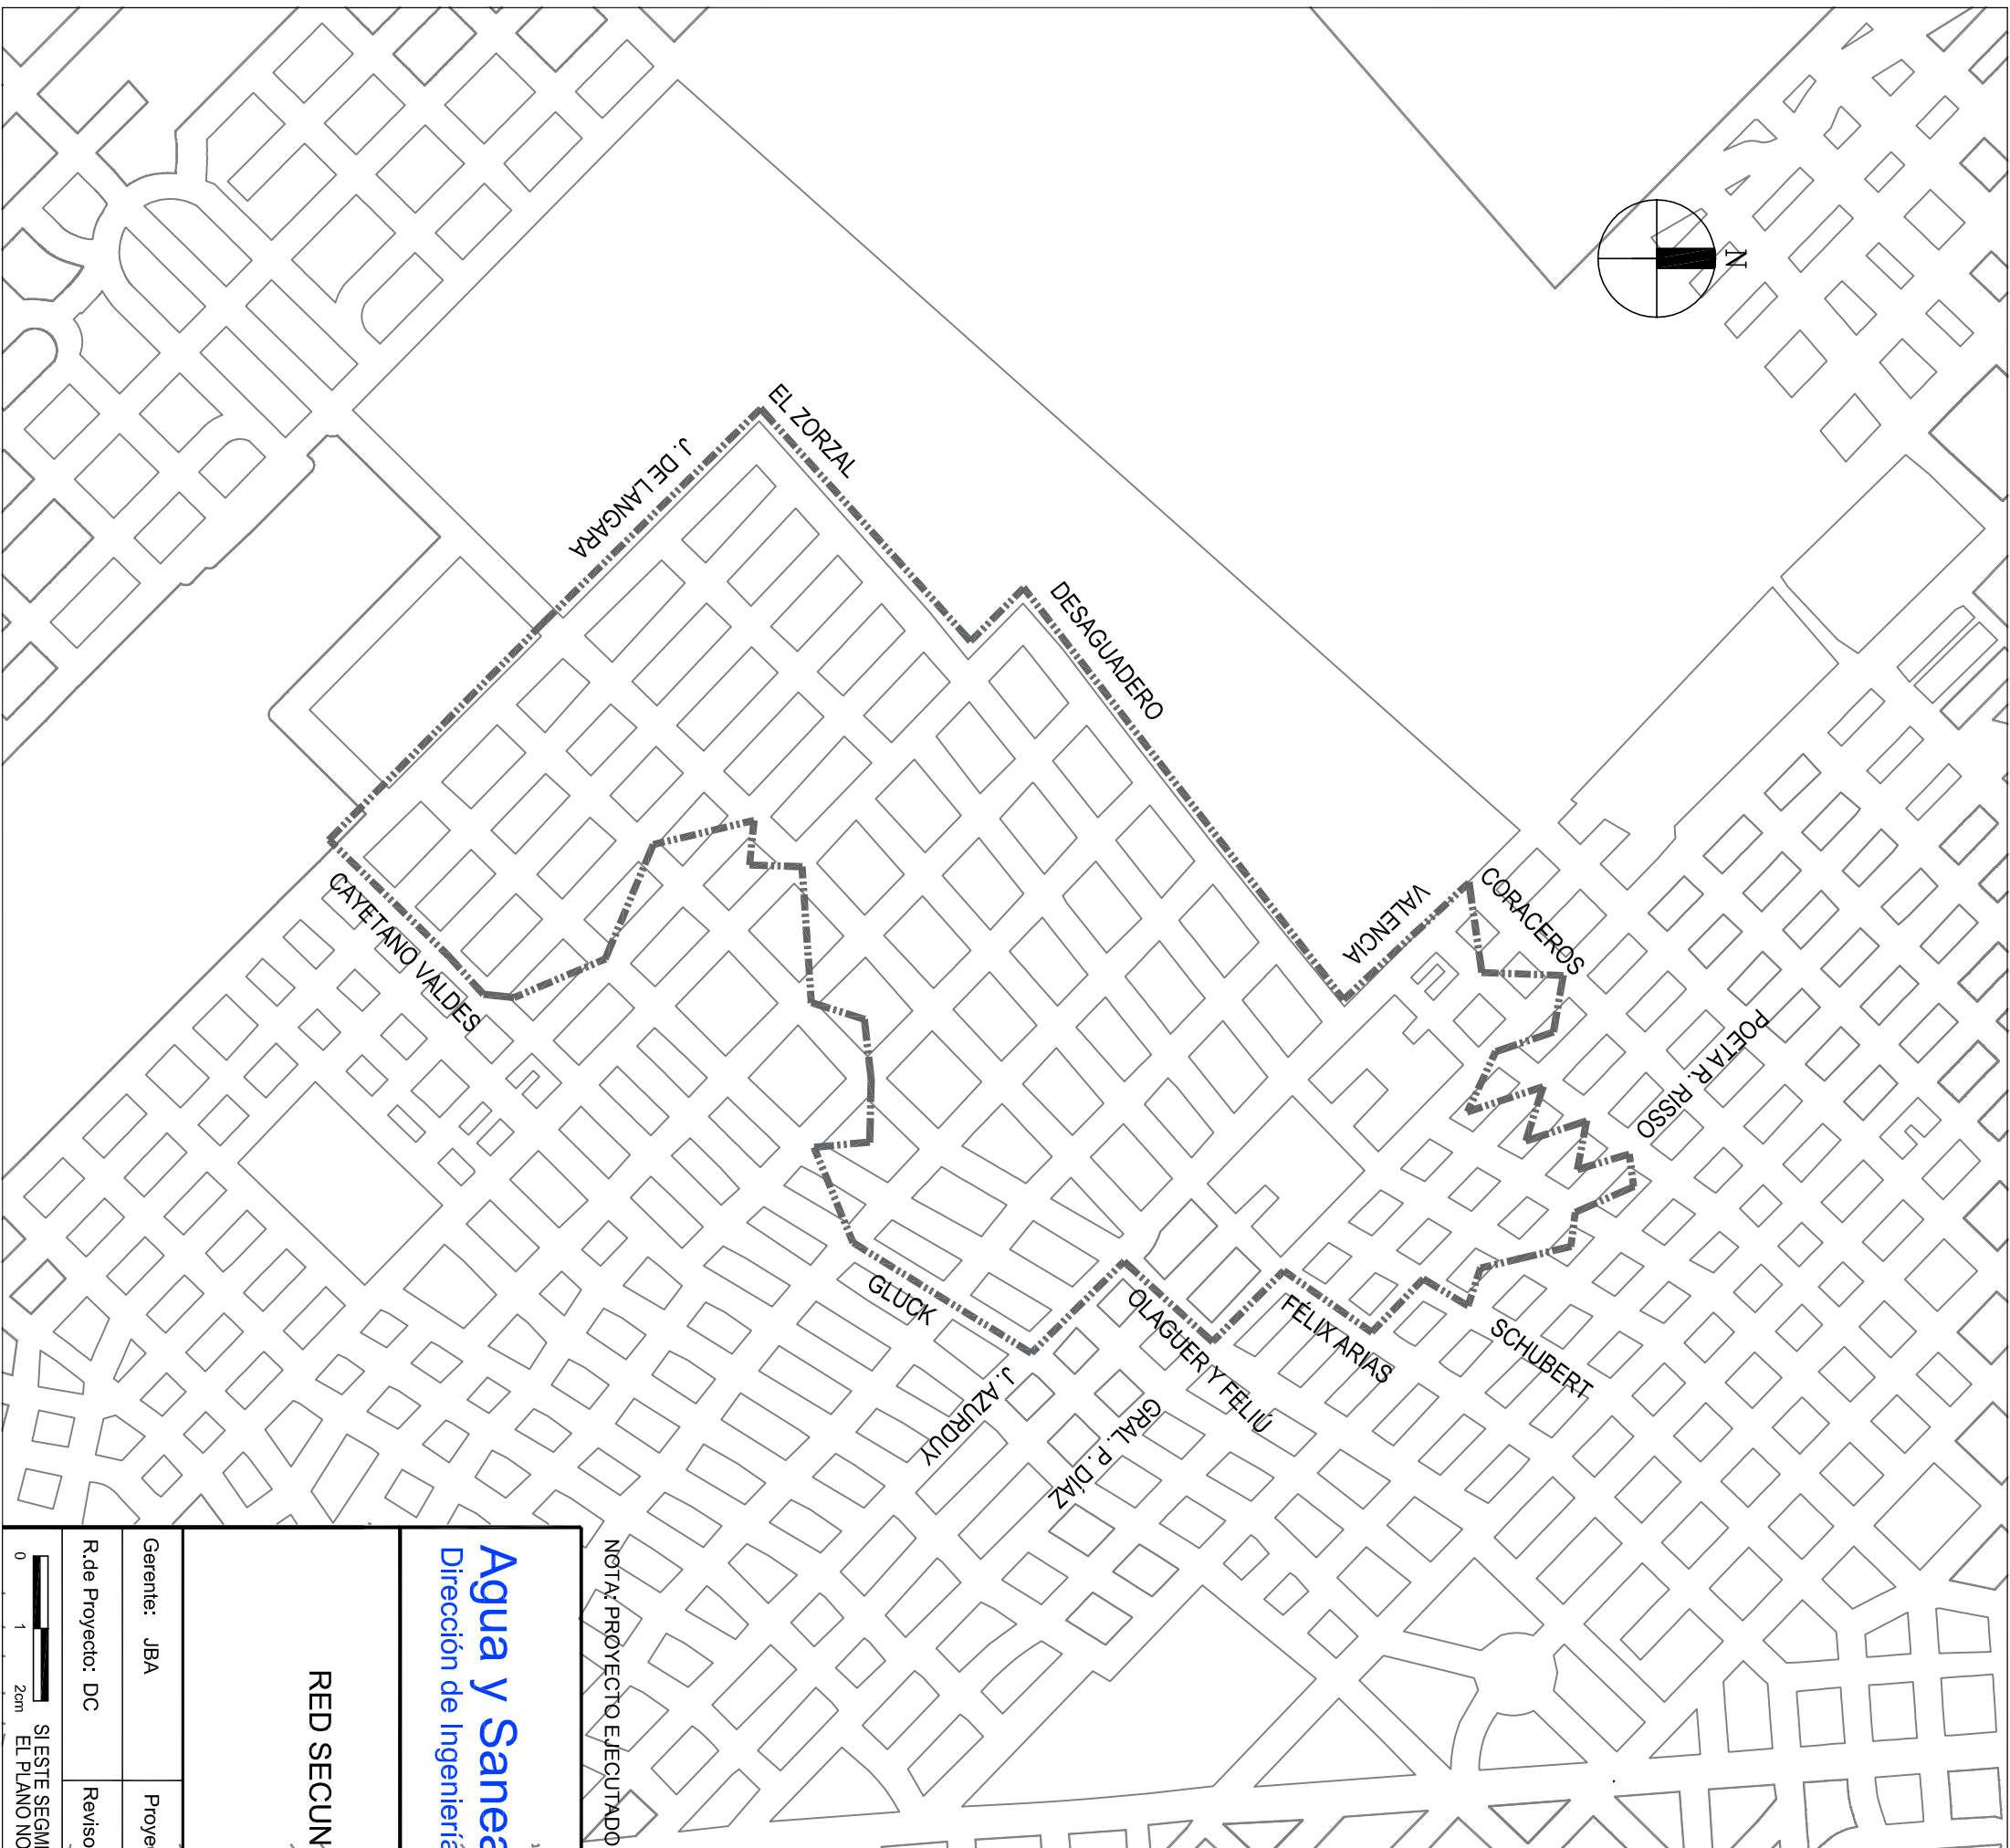 N
EL ZORZAL
J. DE LANGARA
DESAGUADERO
VALENCIA
CORACEROS
POETA R. RISSO
CAYETANO VALDES
GLUCK
J. AZURDUY
OLAGUER Y FELIÚ
GRAL. P. DÍAZ
FÉLIX ARIAS
SCHUBERT
NOTA: PROYECTO EJECUTADO
Agua y Sanea
Dirección de Ingeniería
RED SECUN
Gerente: JBA
Proye
R.de Proyecto: DC
Reviso
0 1 2cm
SI ESTE SEGM
EL PLANO NO